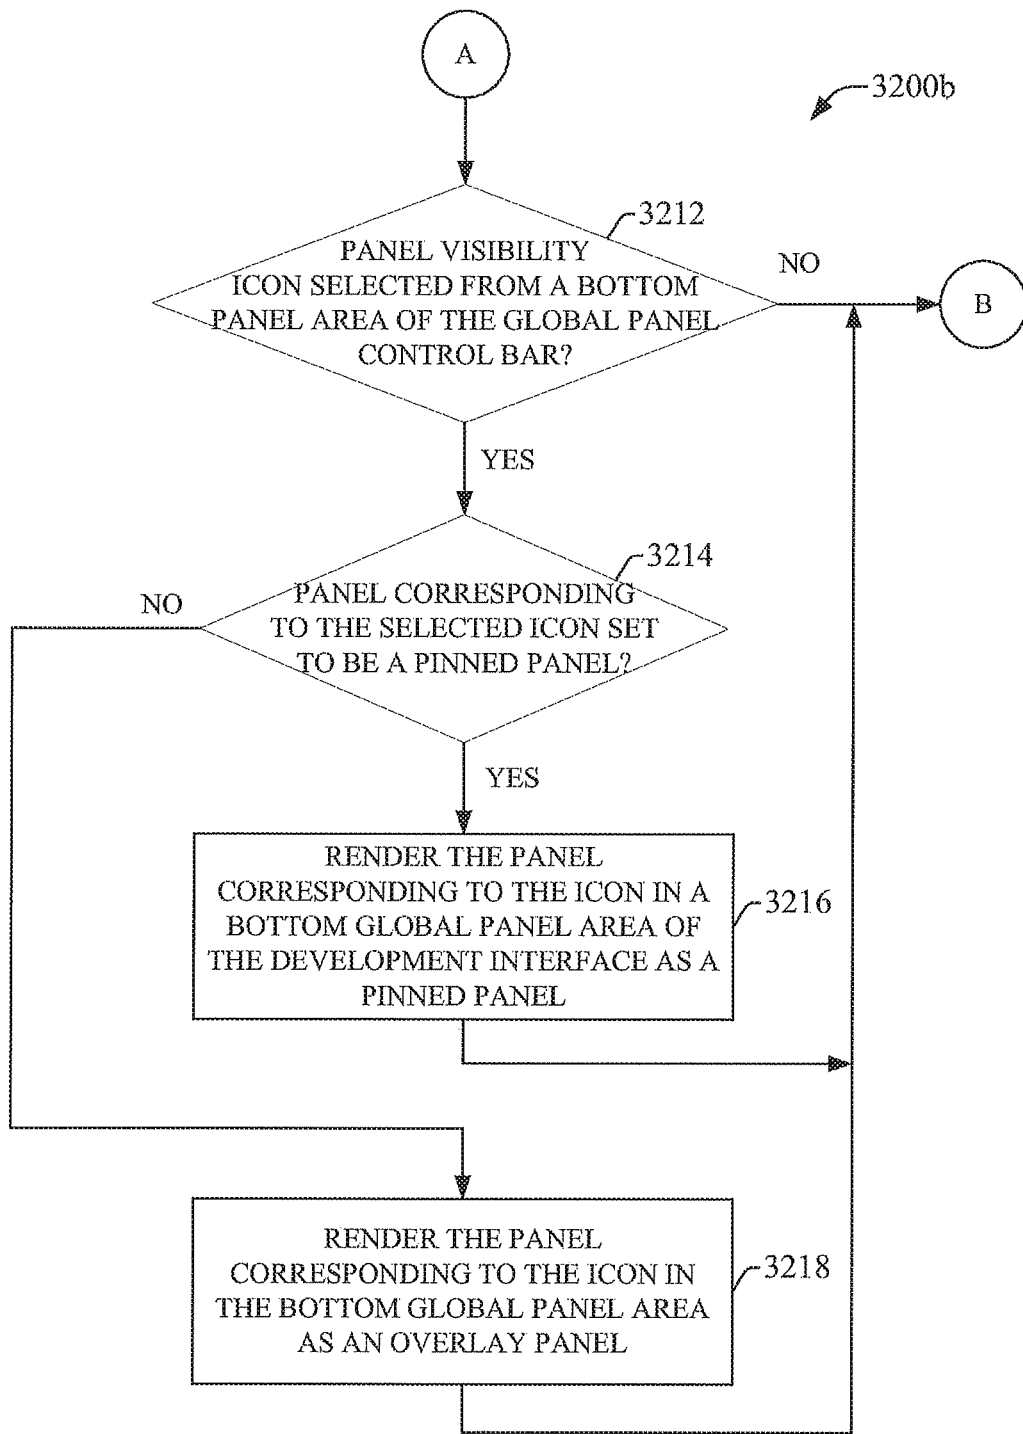 A
3200b
3212
PANEL VISIBILITY
ICON SELECTED FROM A BOTTOM
PANEL AREA OF THE GLOBAL PANEL
CONTROL BAR?
NO
B
YES
3214
PANEL CORRESPONDING
TO THE SELECTED ICON SET
TO BE A PINNED PANEL?
NO
YES
RENDER THE PANEL
CORRESPONDING TO THE ICON IN A
BOTTOM GLOBAL PANEL AREA OF
THE DEVELOPMENT INTERFACE AS A
PINNED PANEL
3216
RENDER THE PANEL
CORRESPONDING TO THE ICON IN
THE BOTTOM GLOBAL PANEL AREA
AS AN OVERLAY PANEL
3218